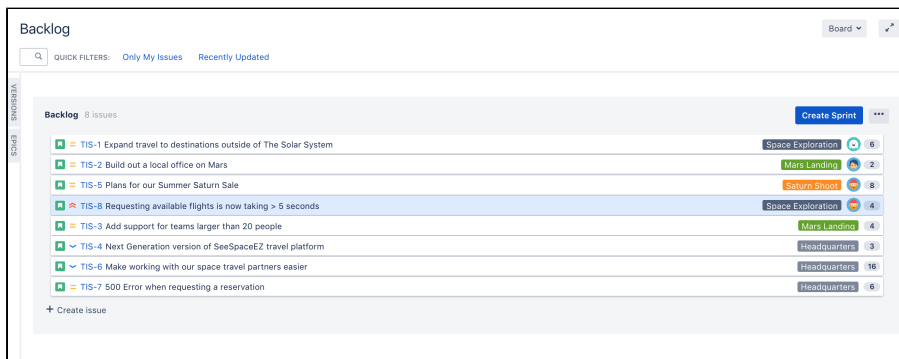 Backlog
Board
QUICK FILTERS: Only My Issues Recently Updated
VERSIONS
EPICS
Backlog 8 issues
Create Sprint
TIS-1 Expand travel to destinations outside of The Solar System Space Exploration 6
TIS-2 Build out a local office on Mars Mars Landing 2
TIS-5 Plans for our Summer Saturn Sale Saturn Shoot 8
TIS-8 Requesting available flights is now taking > 5 seconds Space Exploration 4
TIS-3 Add support for teams larger than 20 people Mars Landing 4
TIS-4 Next Generation version of SeeSpaceEZ travel platform Headquarters 3
TIS-6 Make working with our space travel partners easier Headquarters 16
TIS-7 500 Error when requesting a reservation Headquarters 6
+ Create issue